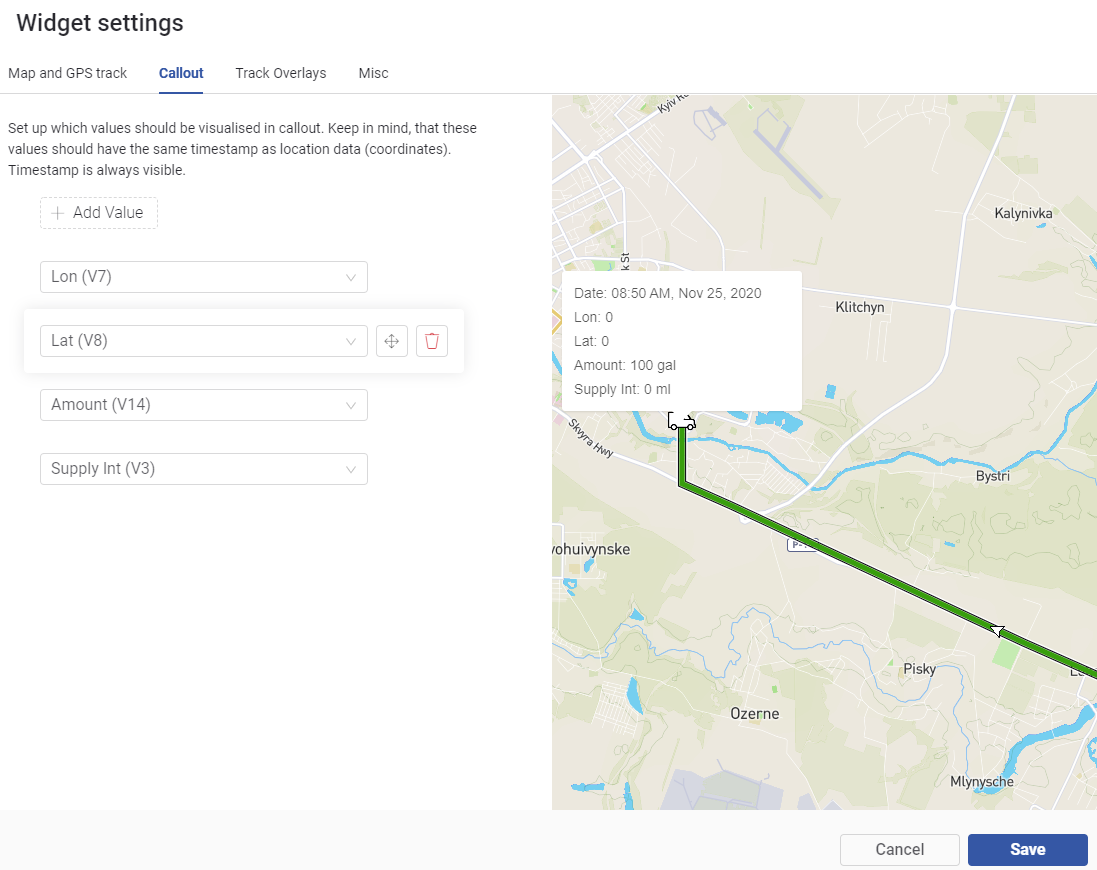 Widget settings
Map and GPS track
Callout
Track Overlays
Misc
Set up which values should be visualised in callout. Keep in mind, that these
values should have the same timestamp as location data (coordinates).
Timestamp is always visible.
Add Value
Lon (V7)
Lat (V8)
Amount (V14)
Supply Int (V3)
Kalynivka
k St
Date: 08:50 AM, Nov 25, 2020
Lon: 0
Lat: 0
Amount: 100 gal
Supply Int: 0 ml
Klitchyn
Skvyra Hwy
Bystri
vohuivynske
Pisky
Ozerne
Mlynysche
Cancel
Save